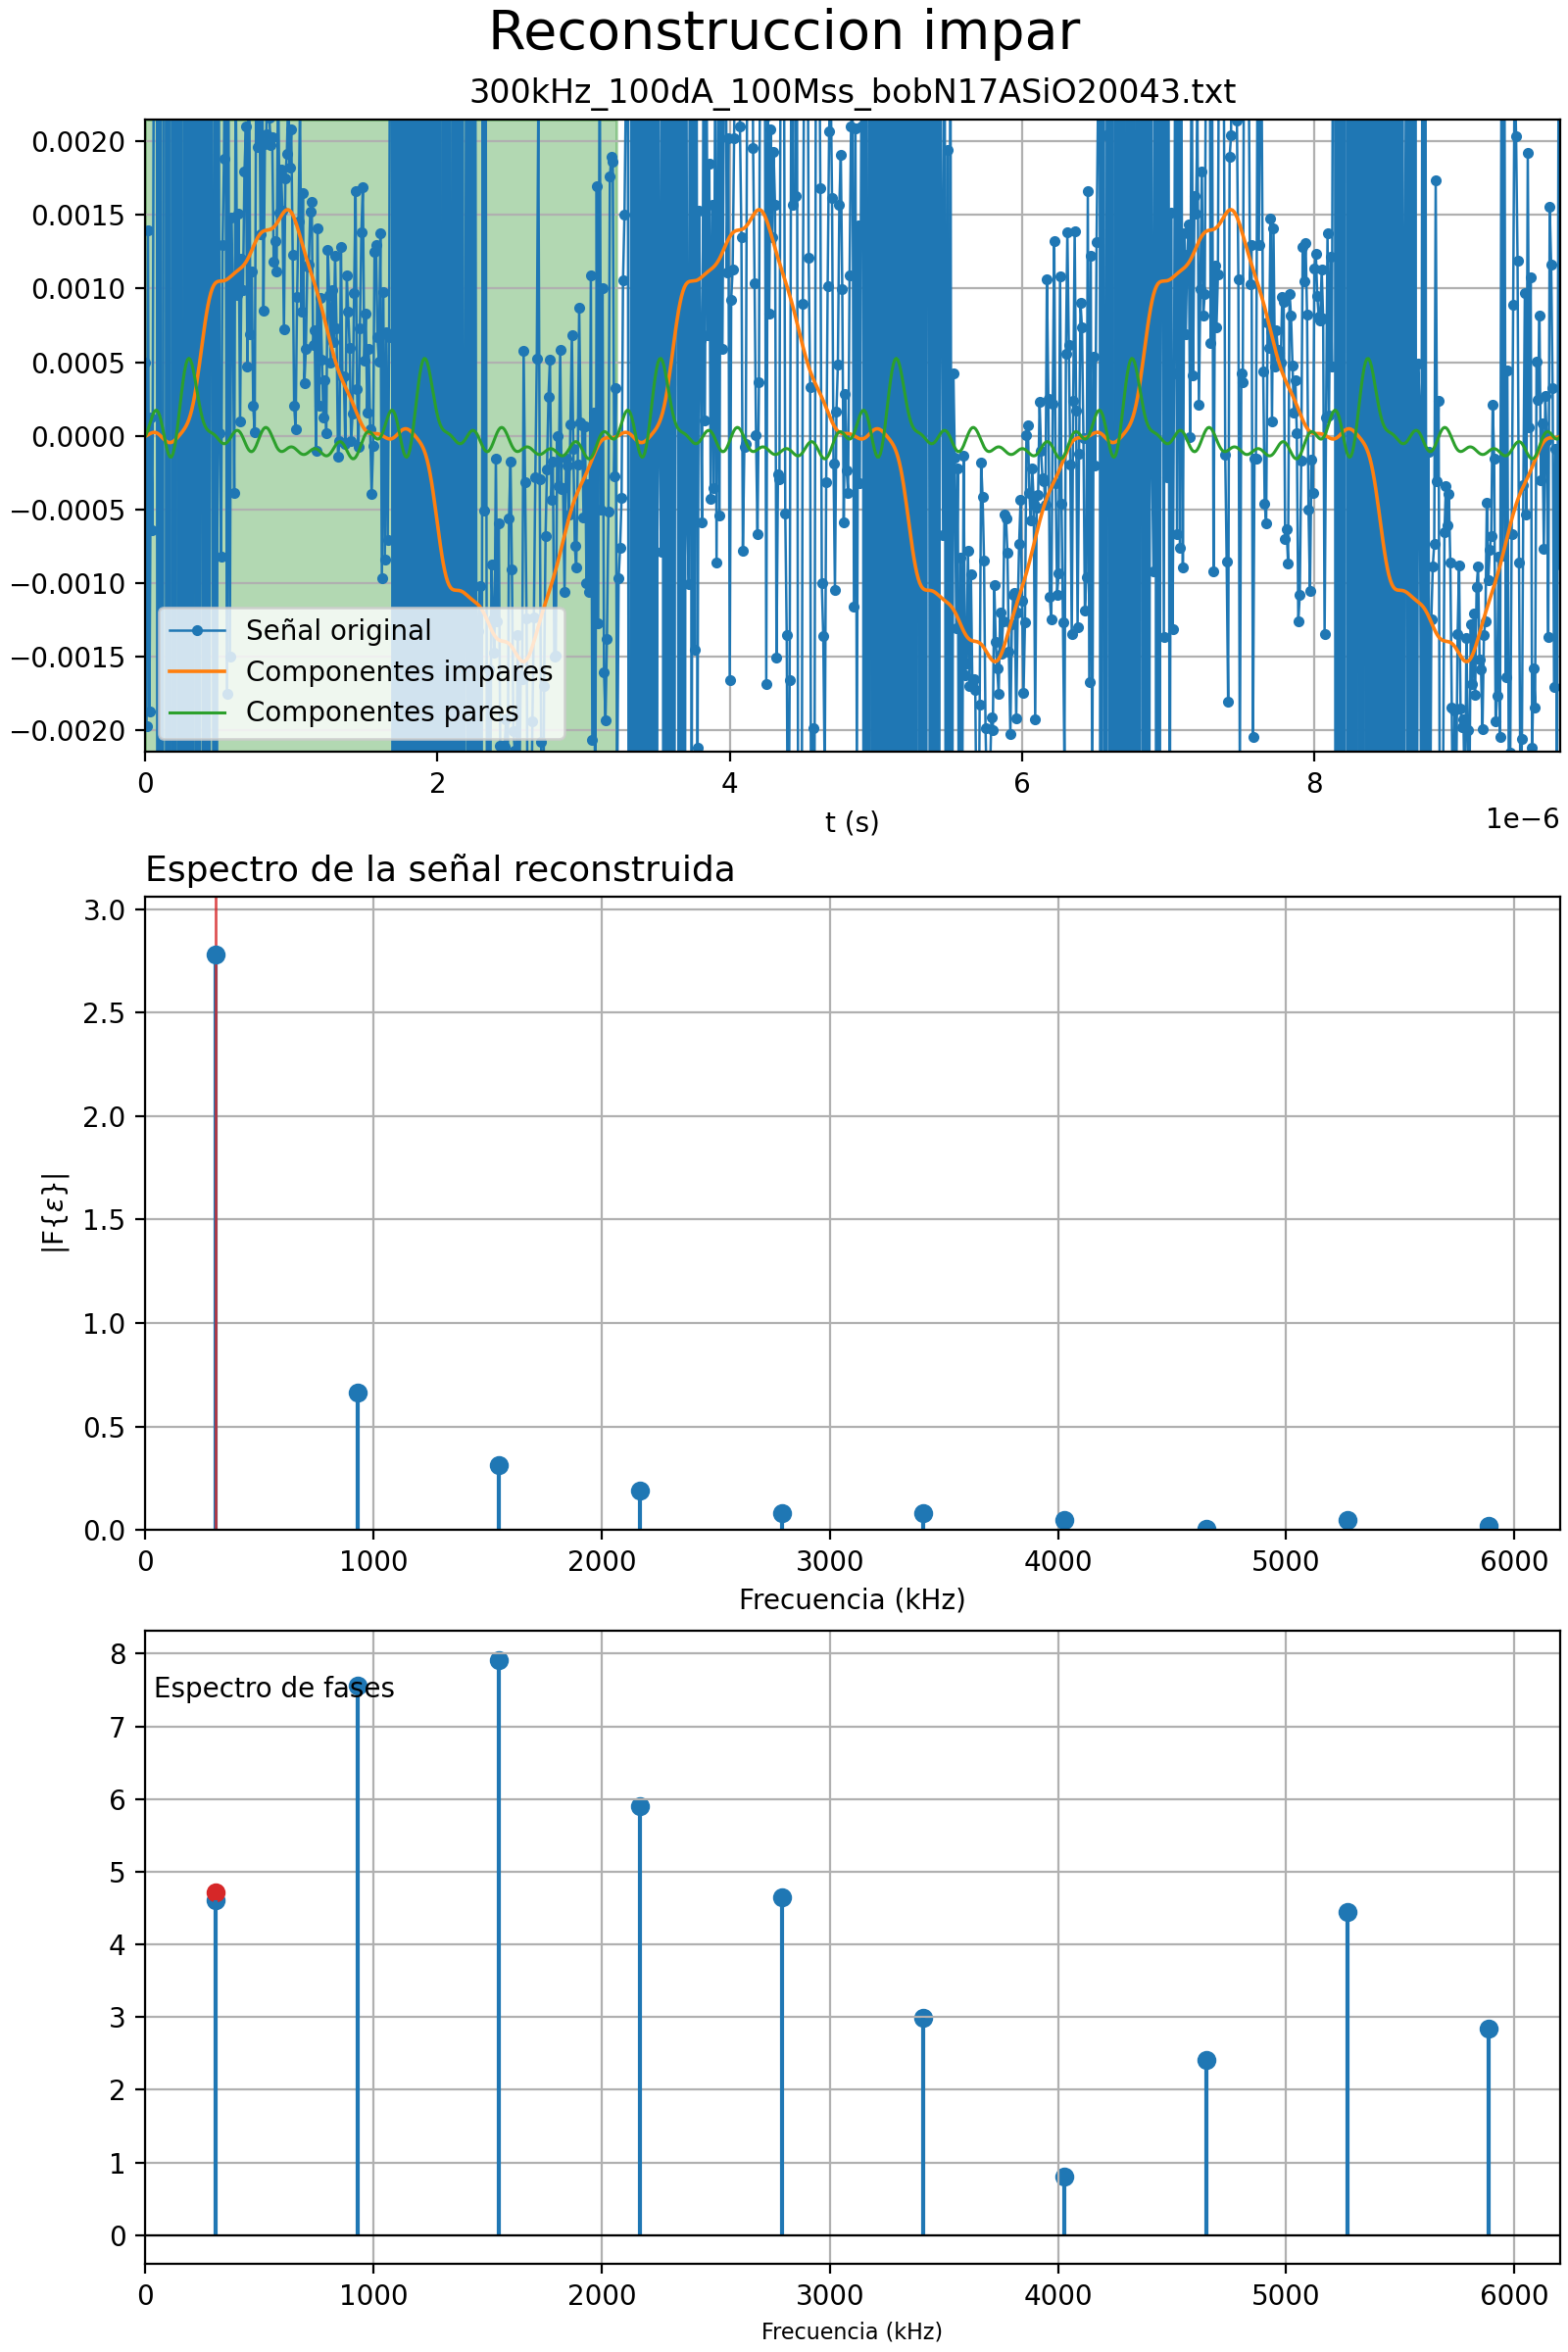 Reconstruccion impar
300kHz_100dA_100Mss_bobN17ASiO20043.txt
0.0020
0.0015
0.0010
0.0005
0.0000
−0.0005
−0.0010
−0.0015
−0.0020
Señal original
Componentes impares
Componentes pares
0 2 4 6 8
1e−6
t (s)
Espectro de la señal reconstruida
3.0
2.5
2.0
1.5
1.0
0.5
0.0
|F{ε}|
0 1000 2000 3000 4000 5000 6000
Frecuencia (kHz)
Espectro de fases
8
7
6
5
4
3
2
1
0
0 1000 2000 3000 4000 5000 6000
Frecuencia (kHz)